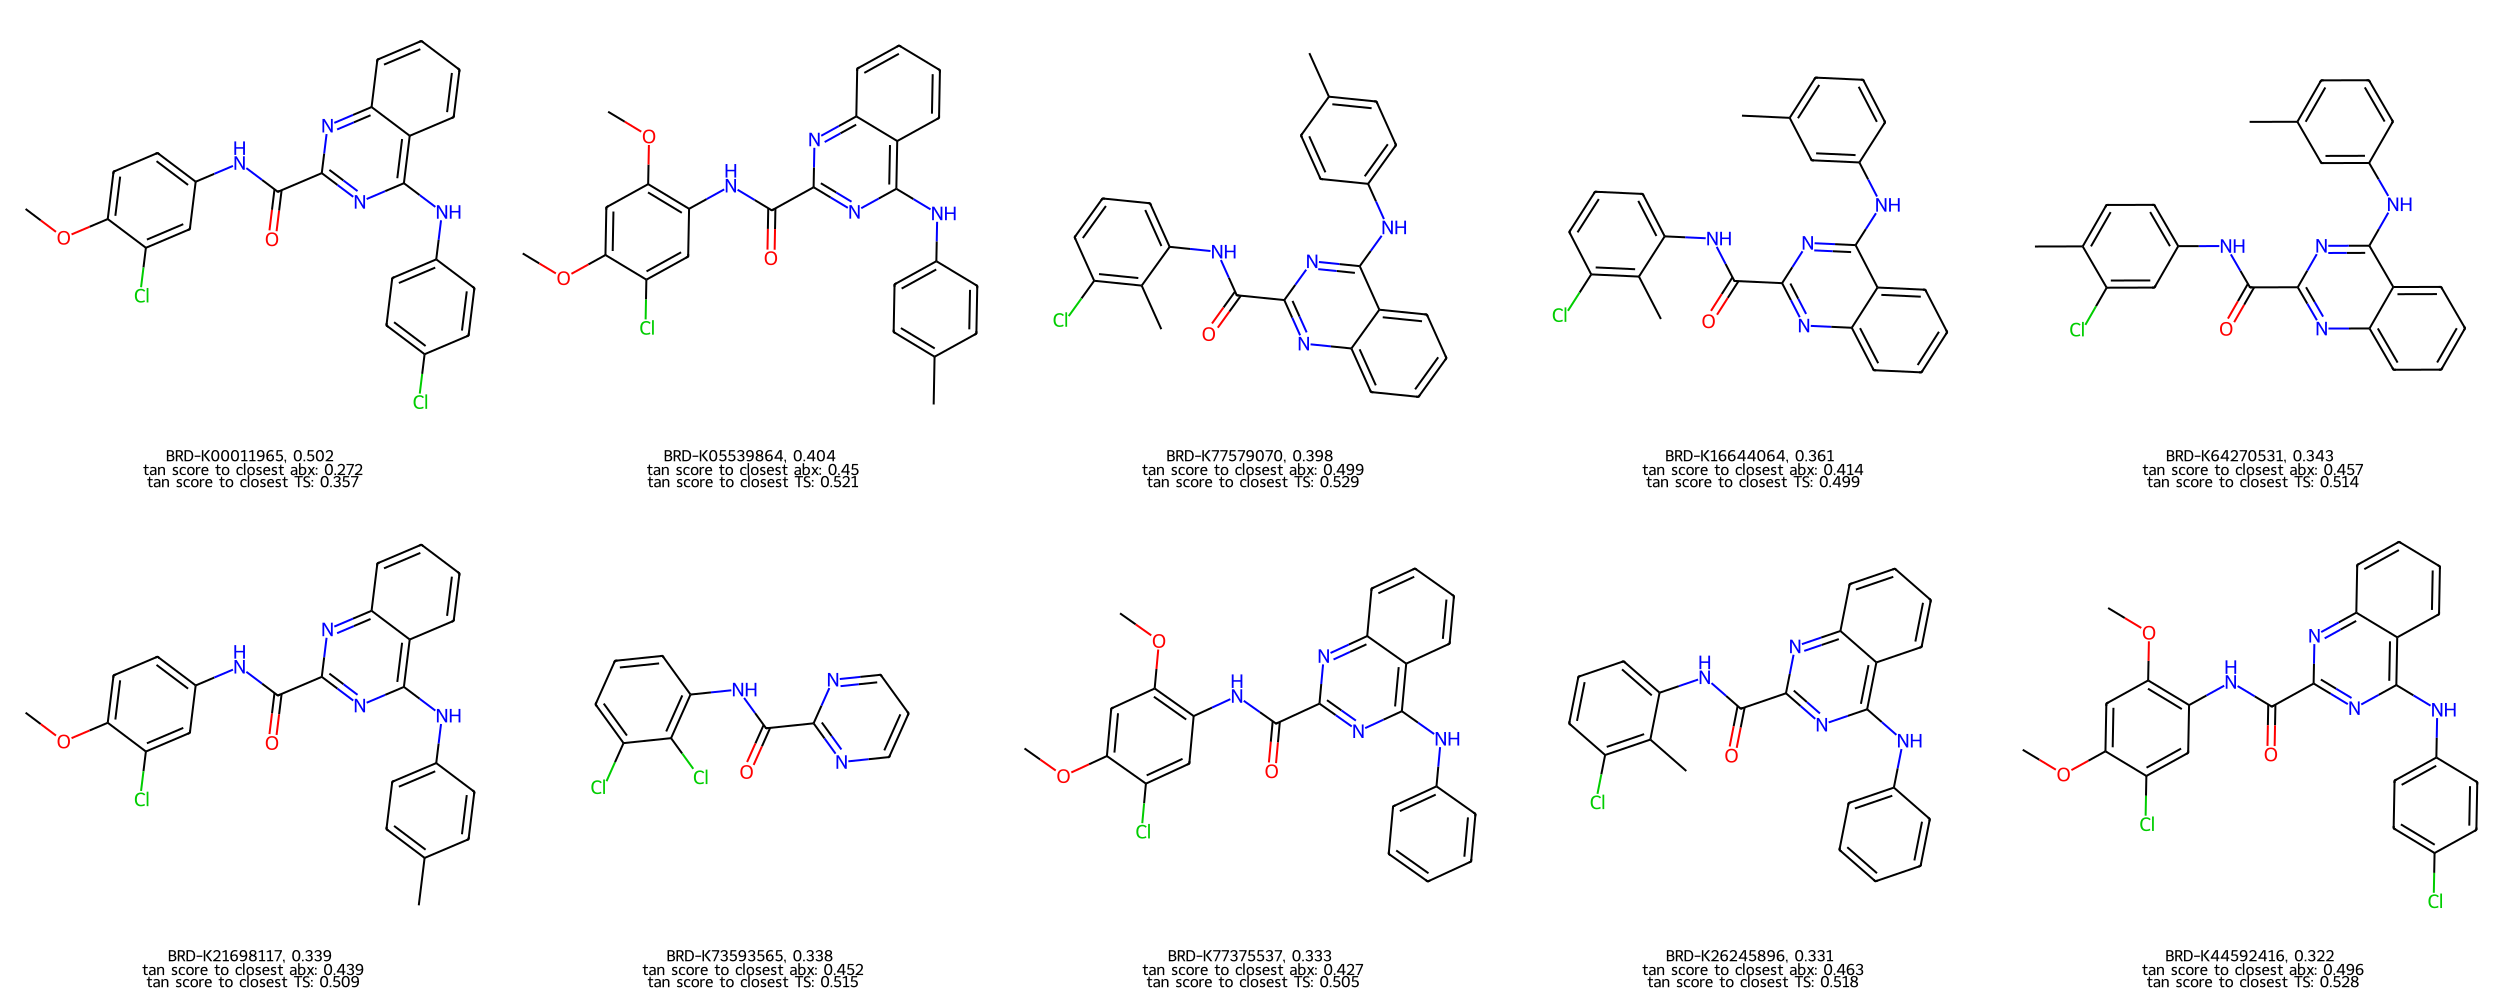 BRD-K00011965, 0.502
tan score to closest abx: 0.272
tan score to closest TS: 0.357
BRD-K05539864, 0.404
tan score to closest abx: 0.45
tan score to closest TS: 0.521
BRD-K77579070, 0.398
tan score to closest abx: 0.499
tan score to closest TS: 0.529
BRD-K16644064, 0.361
tan score to closest abx: 0.414
tan score to closest TS: 0.499
BRD-K64270531, 0.343
tan score to closest abx: 0.457
tan score to closest TS: 0.514
BRD-K21698117, 0.339
tan score to closest abx: 0.439
tan score to closest TS: 0.509
BRD-K73593565, 0.338
tan score to closest abx: 0.452
tan score to closest TS: 0.515
BRD-K77375537, 0.333
tan score to closest abx: 0.427
tan score to closest TS: 0.505
BRD-K26245896, 0.331
tan score to closest abx: 0.463
tan score to closest TS: 0.518
BRD-K44592416, 0.322
tan score to closest abx: 0.496
tan score to closest TS: 0.528